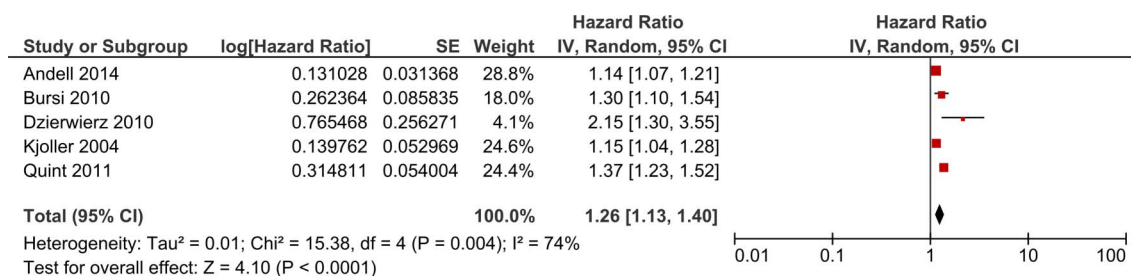 Hazard Ratio Hazard Ratio
Study or Subgroup log[Hazard Ratio] SE Weight IV, Random, 95% CI IV, Random, 95% CI
Andell 2014 0.131028 0.031368 28.8% 1.14 [1.07, 1.21]
Bursi 2010 0.262364 0.085835 18.0% 1.30 [1.10, 1.54]
Dzierwierz 2010 0.765468 0.256271 4.1% 2.15 [1.30, 3.55]
Kjoller 2004 0.139762 0.052969 24.6% 1.15 [1.04, 1.28]
Quint 2011 0.314811 0.054004 24.4% 1.37 [1.23, 1.52]
Total (95% CI) 100.0% 1.26 [1.13, 1.40]
Heterogeneity: Tau² = 0.01; Chi² = 15.38, df = 4 (P = 0.004); I² = 74%
Test for overall effect: Z = 4.10 (P < 0.0001)
0.01 0.1 1 10 100